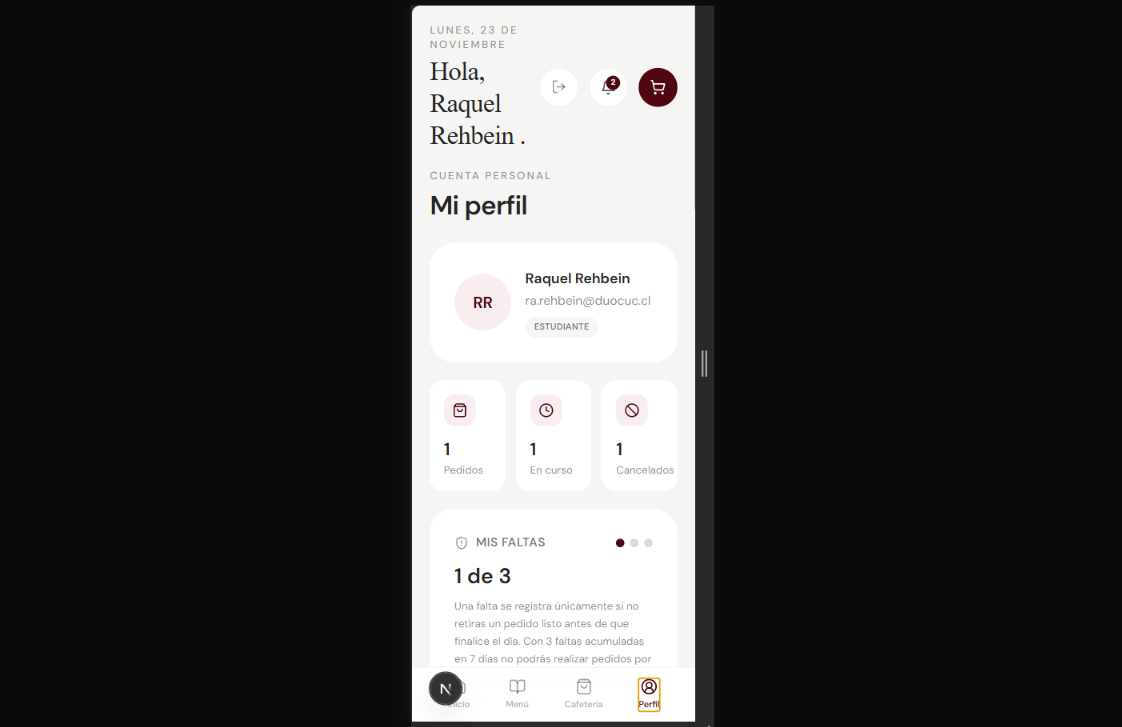 LUNES, 23 DE
NOVIEMBRE
Hola,
Raquel
Rehbein .
2
CUENTA PERSONAL
Mi perfil
RR
Raquel Rehbein
ra.rehbein@duocuc.cl
ESTUDIANTE
1
Pedidos
1
En curso
1
Cancelados
MIS FALTAS
1 de 3
Una falta se registra únicamente si no
retiras un pedido listo antes de que
finalice el día. Con 3 faltas acumuladas
en 7 días no podrás realizar pedidos por
N
Inicio
Menú
Cafetería
Perfil